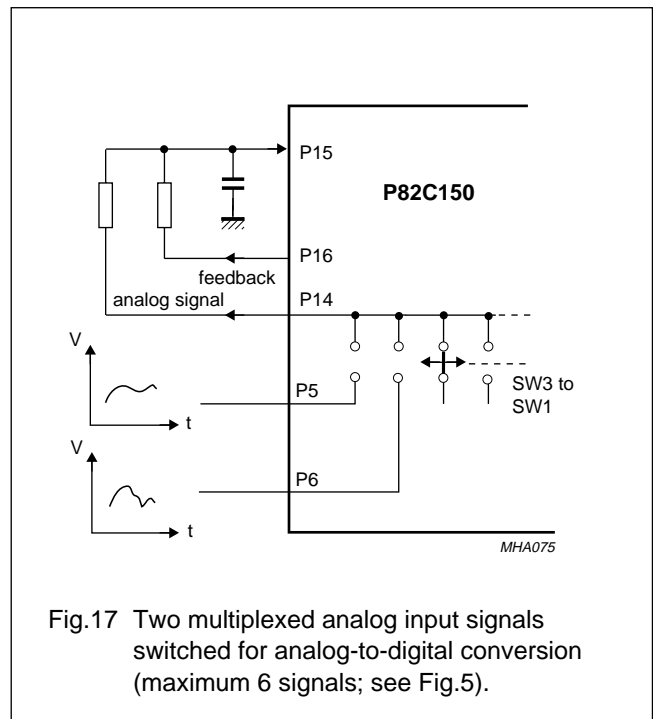 P15
P82C150
P16
feedback
analog signal
P14
V
SW3 to
SW1
P5
t
V
P6
t
MHA075
Fig.17 Two multiplexed analog input signals
switched for analog-to-digital conversion
(maximum 6 signals; see Fig.5).